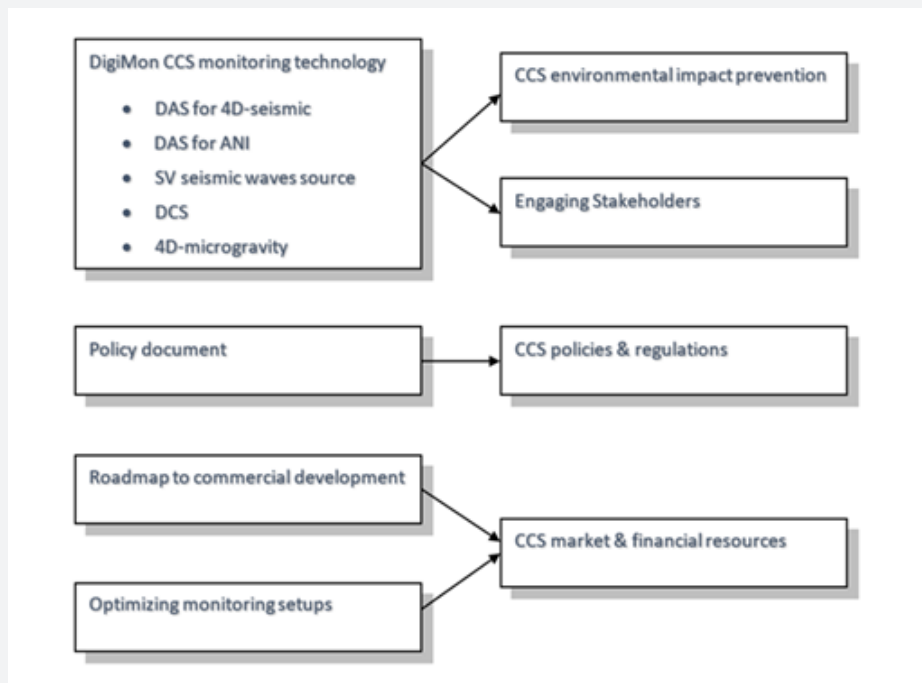 DigiMon CCS monitoring technology
• DAS for 4D-seismic
• DAS for ANI
• SV seismic waves source
• DCS
• 4D-microgravity
CCS environmental impact prevention
Engaging Stakeholders
Policy document
CCS policies & regulations
Roadmap to commercial development
CCS market & financial resources
Optimizing monitoring setups